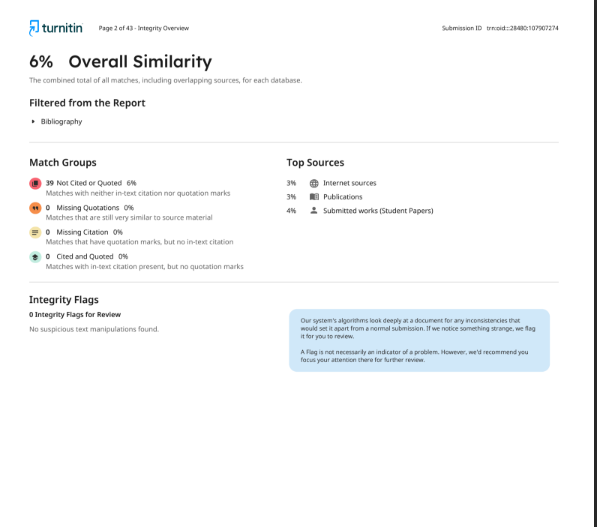 turnitin Page 2 of 43 - Integrity Overview Submission ID trn:oid:::28480:107907274
6% Overall Similarity
The combined total of all matches, including overlapping sources, for each database.
Filtered from the Report
Bibliography
Match Groups
39 Not Cited or Quoted 6%
Matches with neither in-text citation nor quotation marks
0 Missing Quotations 0%
Matches that are still very similar to source material
0 Missing Citation 0%
Matches that have quotation marks, but no in-text citation
0 Cited and Quoted 0%
Matches with in-text citation present, but no quotation marks
Top Sources
3% Internet sources
3% Publications
4% Submitted works (Student Papers)
Integrity Flags
0 Integrity Flags for Review
No suspicious text manipulations found.
Our system's algorithms look deeply at a document for any inconsistencies that
would set it apart from a normal submission. If we notice something strange, we flag
it for you to review.
A Flag is not necessarily an indicator of a problem. However, we'd recommend you
focus your attention there for further review.